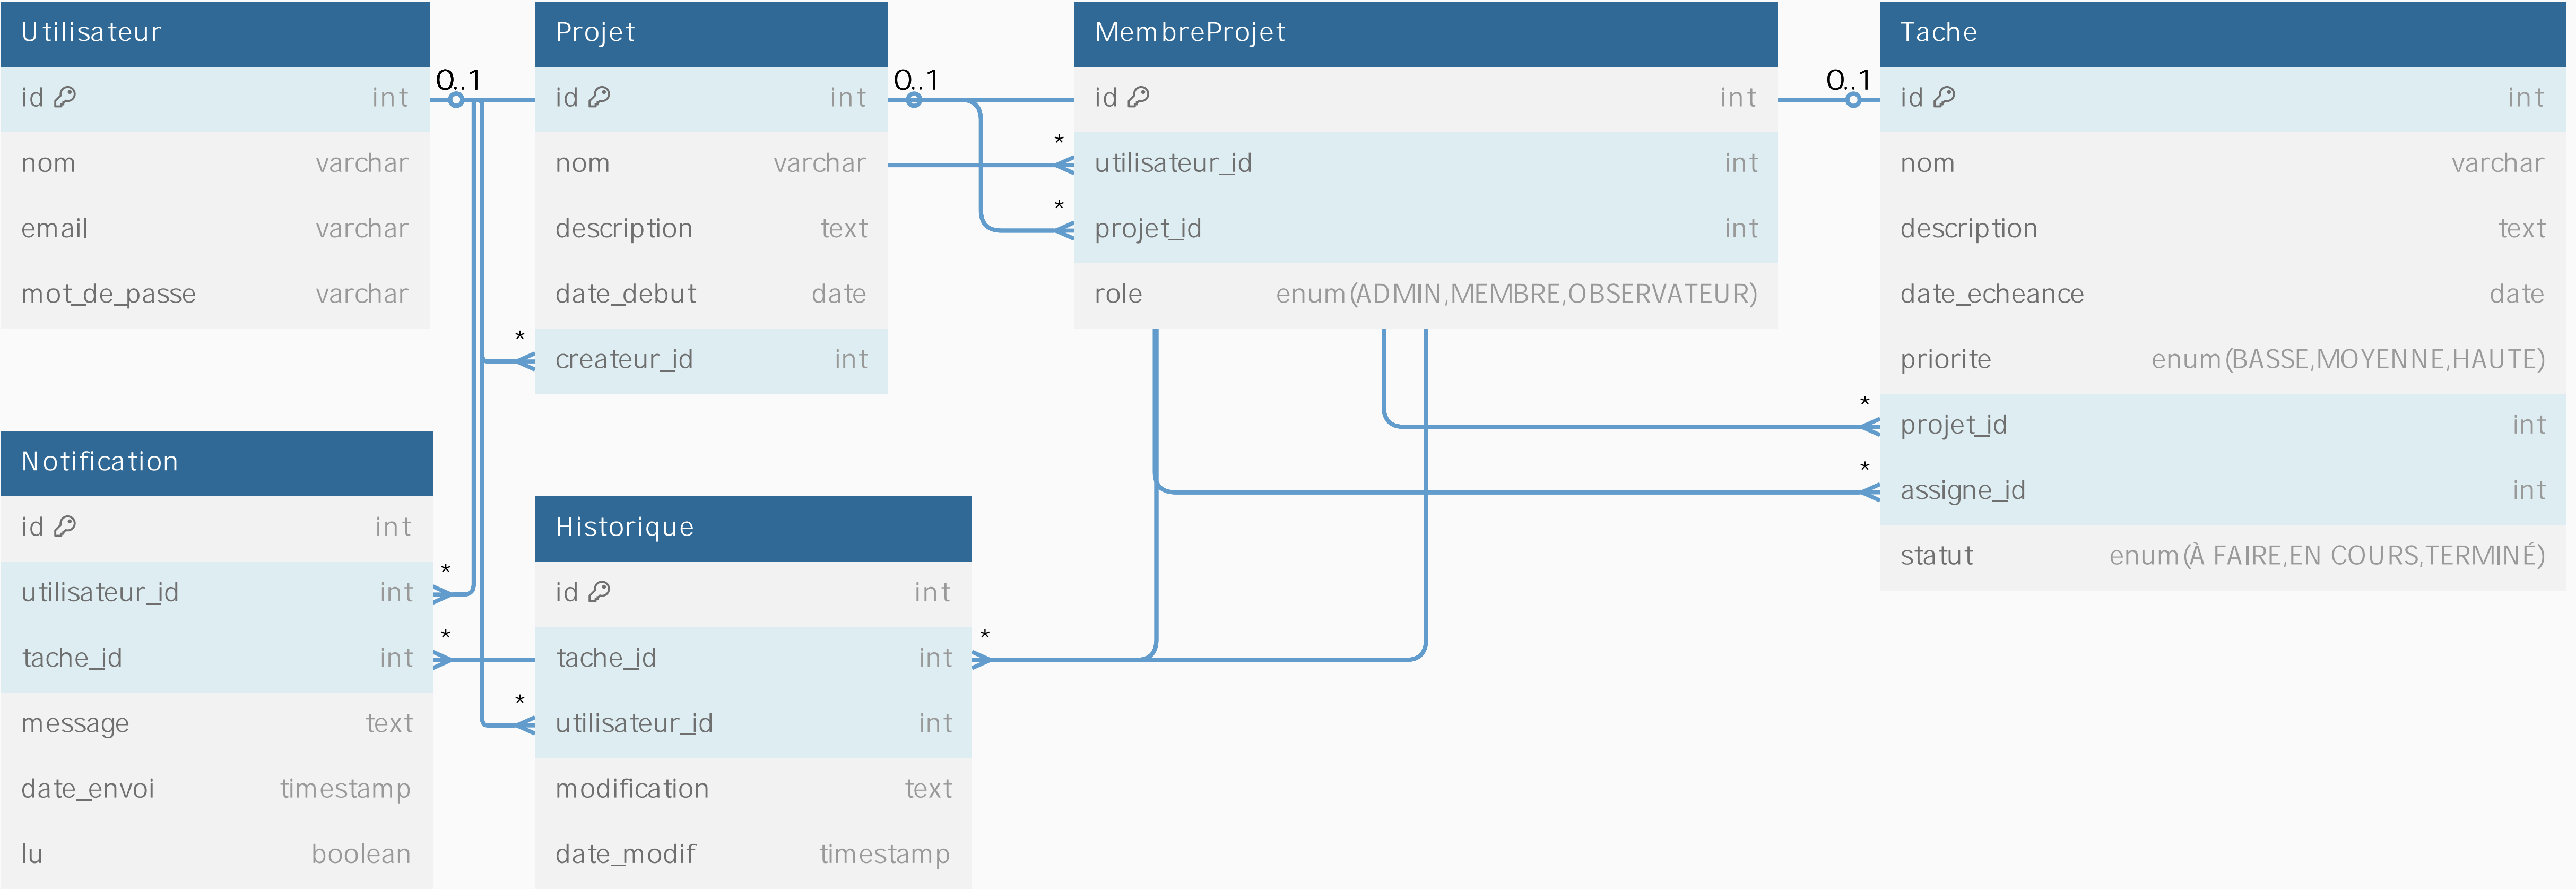 Utilisateur
id int
nom varchar
email varchar
mot_de_passe varchar
0..1
Projet
id int
nom varchar
description text
date_debut date
* createur_id int
0..1
MembreProjet
id int
* utilisateur_id int
* projet_id int
role enum(ADMIN,MEMBRE,OBSERVATEUR)
0..1
Tache
id int
nom varchar
description text
date_echeance date
priorite enum(BASSE,MOYENNE,HAUTE)
* projet_id int
* assigne_id int
statut enum(À FAIRE,EN COURS,TERMINÉ)
Notification
id int
utilisateur_id int *
tache_id int *
message text
date_envoi timestamp
lu boolean
Historique
id int
tache_id int *
* utilisateur_id int
modification text
date_modif timestamp